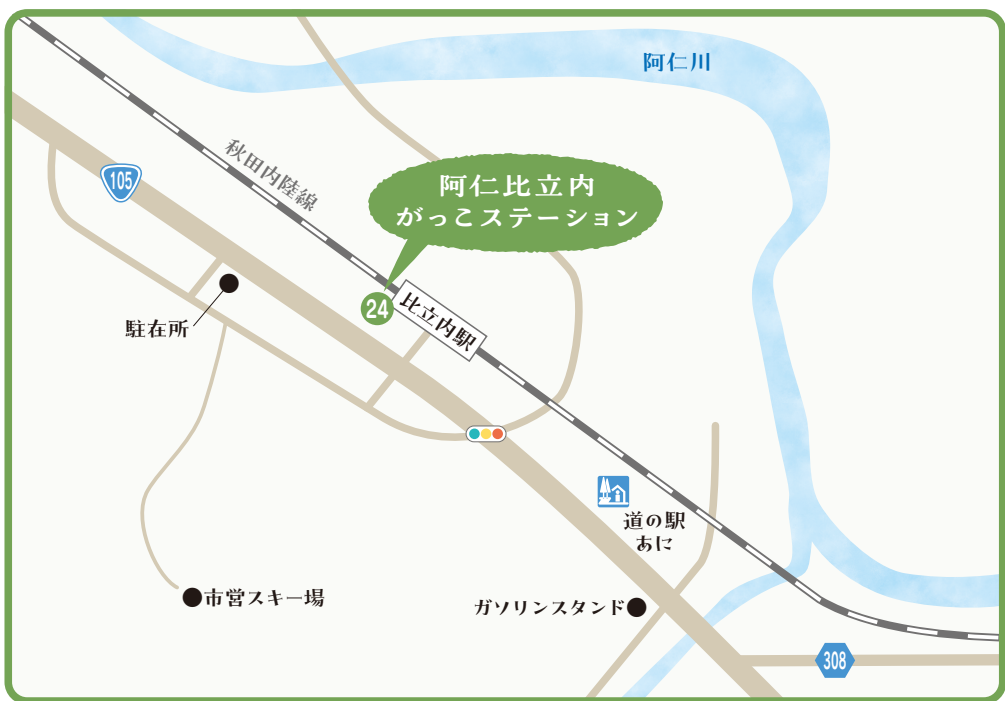 阿仁川
秋田内陸線
105
阿仁比立内
がっこステーション
24
比立内駅
駐在所
道の駅
あに
市営スキー場
ガソリンスタンド
308